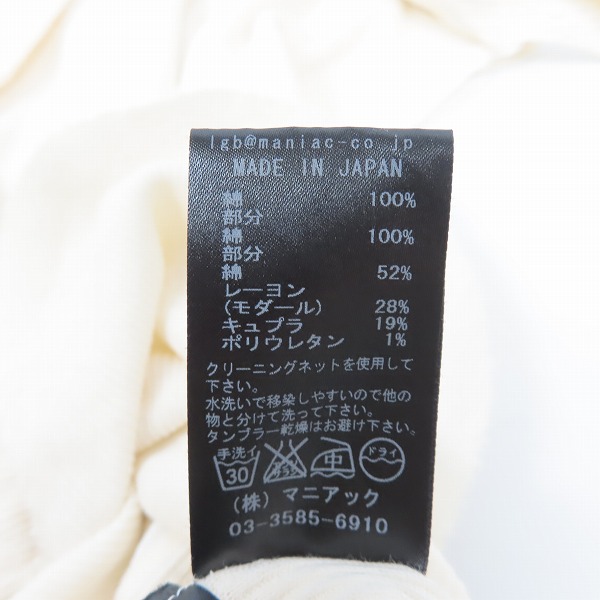 lgb@maniac-co jp
MADE IN JAPAN
綿 100%
部分
綿 100%
部分
綿 52%
レーヨン
(モダール) 28%
キュプラ 19%
ポリウレタン 1%
クリーニングネットを使用して
下さい。
水洗いで移染しやすいので他の
物と分けて洗って下さい。
タンブラー乾燥はお避け下さい。
手洗イ 30 中 ドライ
(株) マニアック
03-3585-6910